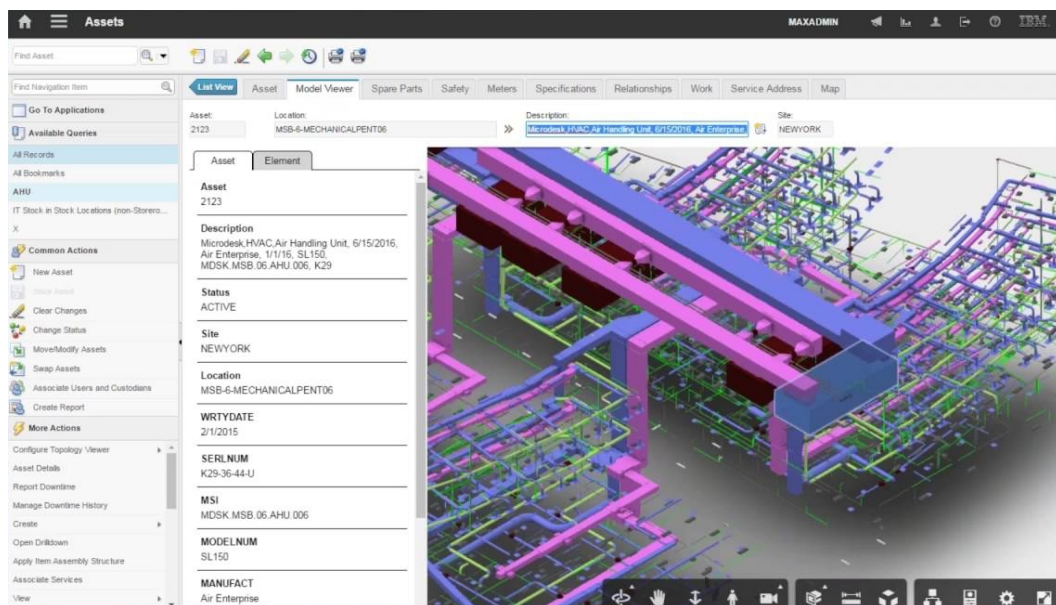 Assets
MAXADMIN
IBM
Find Asset
Find Navigation Item
Go To Applications
Available Queries
All Records
All Bookmarks
AHU
IT Stock in Stock Locations (non-Storero...
X
Common Actions
New Asset
Save Asset
Clear Changes
Change Status
Move/Modify Assets
Swap Assets
Associate Users and Custodians
Create Report
More Actions
Configure Topology Viewer
Asset Details
Report Downtime
Manage Downtime History
Create
Open Drilldown
Apply Item Assembly Structure
Associate Services
View
List View Asset Model Viewer Spare Parts Safety Meters Specifications Relationships Work Service Address Map
Asset: Location: Description: Site:
2123 MSB-6-MECHANICALPENT06 Microdesk,HVAC,Air Handling Unit, 6/15/2016, Air Enterprise, NEWYORK
Asset Element
Asset
2123
Description
Microdesk,HVAC,Air Handling Unit, 6/15/2016,
Air Enterprise, 1/1/16, SL150,
MDSK.MSB.06.AHU.006, K29
Status
ACTIVE
Site
NEWYORK
Location
MSB-6-MECHANICALPENT06
WRTYDATE
2/1/2015
SERLNUM
K29-36-44-U
MSI
MDSK.MSB.06.AHU.006
MODELNUM
SL150
MANUFACT
Air Enterprise